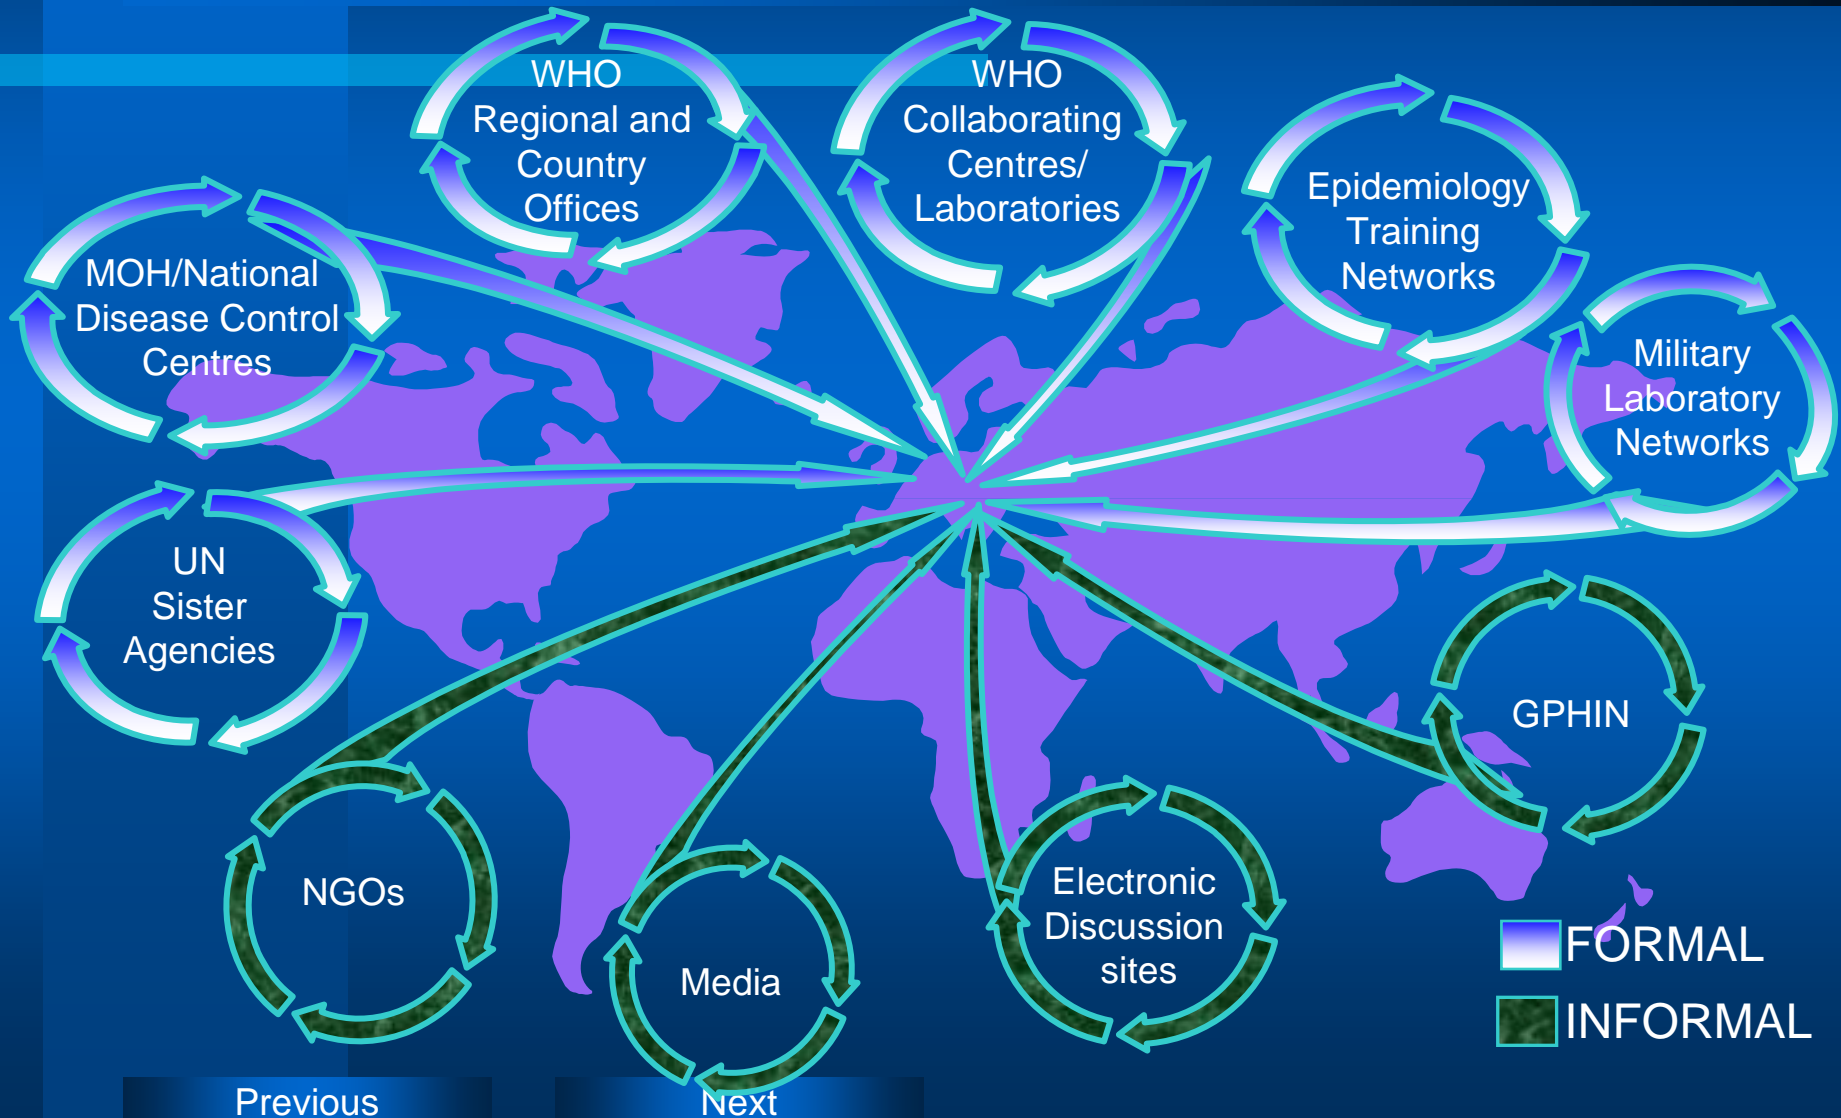 WHO
Regional and
Country
Offices
WHO
Collaborating
Centres/
Laboratories
Epidemiology
Training
Networks
MOH/National
Disease Control
Centres
Military
Laboratory
Networks
UN
Sister
Agencies
GPHIN
NGOs
Media
Electronic
Discussion
sites
FORMAL
INFORMAL
Previous
Next